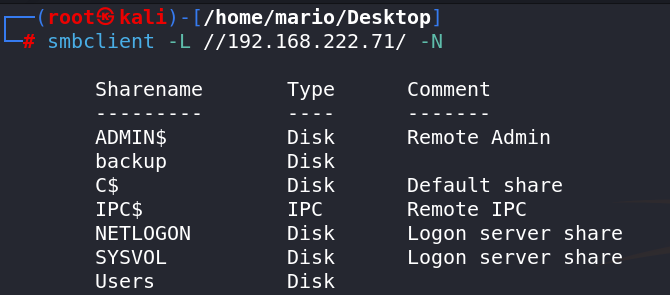 (root㉿kali)-[/home/mario/Desktop]
# smbclient -L //192.168.222.71/ -N
Sharename Type Comment
--------- ---- -------
ADMIN$ Disk Remote Admin
backup Disk
C$ Disk Default share
IPC$ IPC Remote IPC
NETLOGON Disk Logon server share
SYSVOL Disk Logon server share
Users Disk